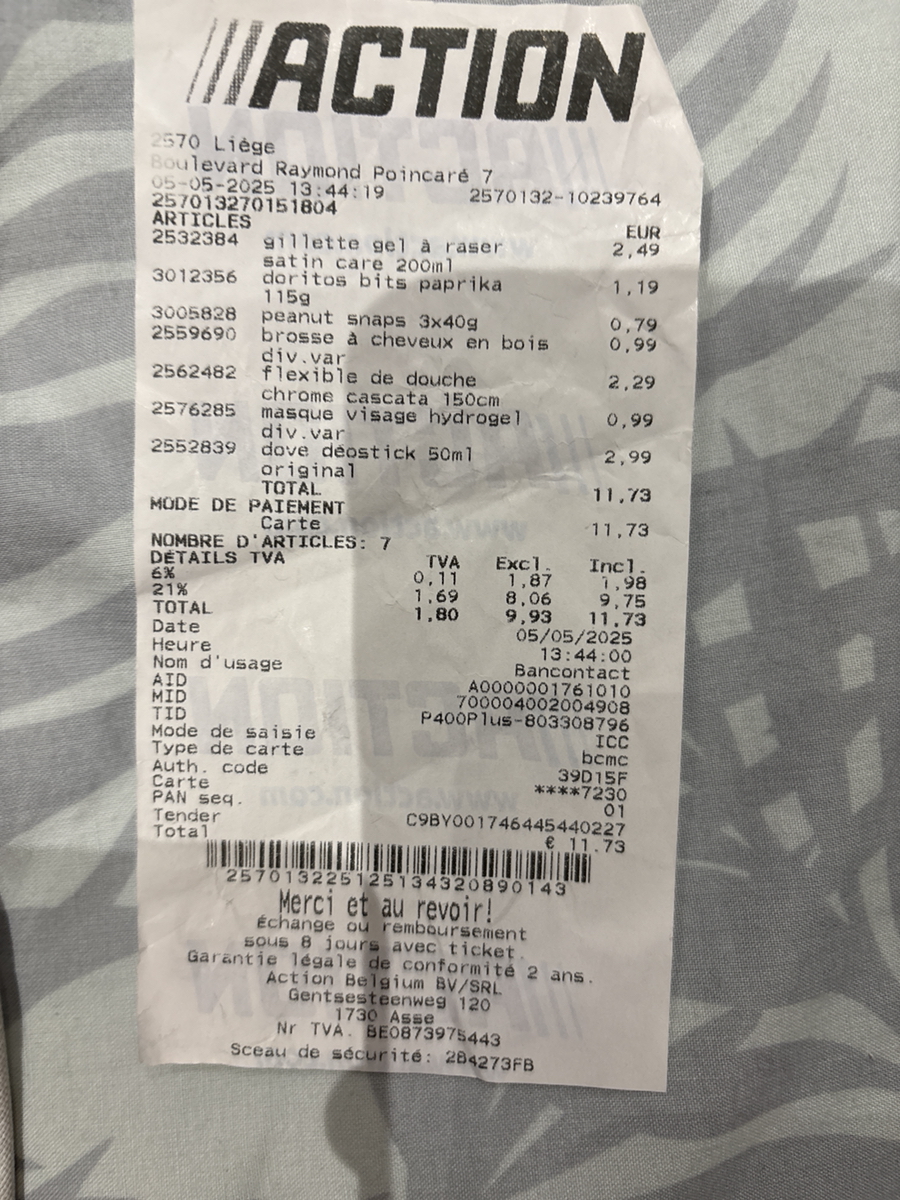 ACTION
2570 Liège
Boulevard Raymond Poincaré 7
05-05-2025 13:44:19 2570132-10239764
257013270151804
ARTICLES EUR
2532384 gillette gel à raser 2,49
satin care 200ml
3012356 doritos bits paprika 1,19
115g
3005828 peanut snaps 3x40g 0,79
2559690 brosse à cheveux en bois 0,99
div.var
2562482 flexible de douche 2,29
chrome cascata 150cm
2576285 masque visage hydrogel 0,99
div.var
2552839 dove déostick 50ml 2,99
original
TOTAL 11,73
MODE DE PAIEMENT
Carte 11,73
NOMBRE D'ARTICLES: 7
DÉTAILS TVA TVA Excl. Incl.
6% 0,11 1,87 1,98
21% 1,69 8,06 9,75
TOTAL 1,80 9,93 11,73
Date 05/05/2025
Heure 13:44:00
Nom d'usage Bancontact
AID A0000001761010
MID 700004002004908
TID P400Plus-803308796
Mode de saisie ICC
Type de carte bcmc
Auth. code 39D15F
Carte ****7230
PAN seq. 01
Tender C9BY001746445440227
Total € 11.73
257013225125134320890143
Merci et au revoir!
Échange ou remboursement
sous 8 jours avec ticket.
Garantie légale de conformité 2 ans.
Action Belgium BV/SRL
Gentsesteenweg 120
1730 Asse
Nr TVA. BE0873975443
Sceau de sécurité: 2B4273FB